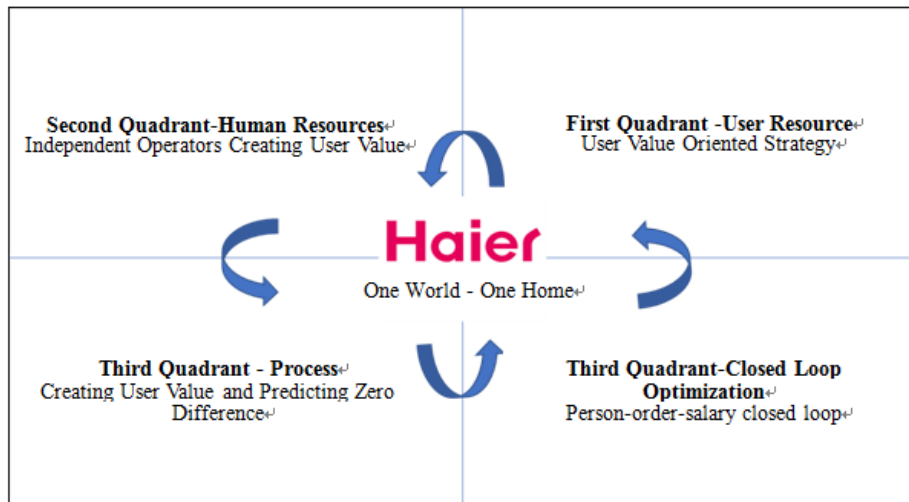 Second Quadrant-Human Resources
Independent Operators Creating User Value
First Quadrant -User Resource
User Value Oriented Strategy
Haier
One World - One Home
Third Quadrant - Process
Creating User Value and Predicting Zero
Difference
Third Quadrant-Closed Loop
Optimization
Person-order-salary closed loop